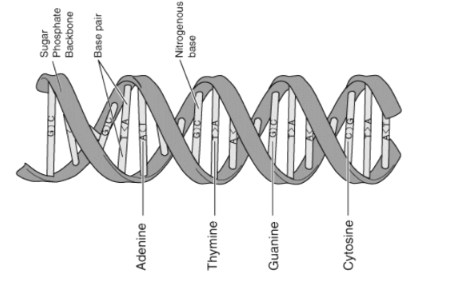 Sugar
Phosphate
Backbone
Base pair
Nitrogenous
base
G C
G C
A
A
G C
T A
A
G C
T A
A
C G
T A
A
Adenine
Thymine
Guanine
Cytosine